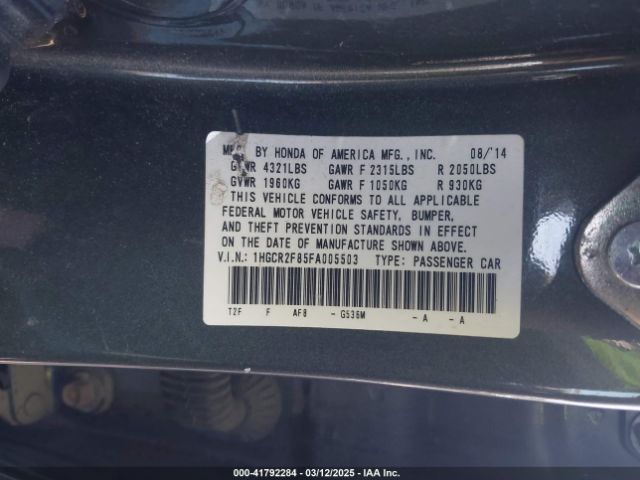 MFD. BY HONDA OF AMERICA MFG., INC. 08/'14
GVWR 4321LBS GAWR F 2315LBS R 2050LBS
GVWR 1960KG GAWR F 1050KG R 930KG
THIS VEHICLE CONFORMS TO ALL APPLICABLE
FEDERAL MOTOR VEHICLE SAFETY, BUMPER,
AND THEFT PREVENTION STANDARDS IN EFFECT
ON THE DATE OF MANUFACTURE SHOWN ABOVE.
V.I.N.: 1HGCR2F85FA005503 TYPE: PASSENGER CAR
T2F F AF8 - G536M - A - A
000-41792284 - 03/12/2025 - IAA Inc.